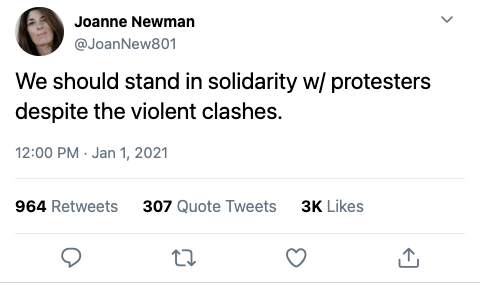 Joanne Newman
@JoanNew801
We should stand in solidarity w/ protesters
despite the violent clashes.
12:00 PM · Jan 1, 2021
964 Retweets 307 Quote Tweets 3K Likes